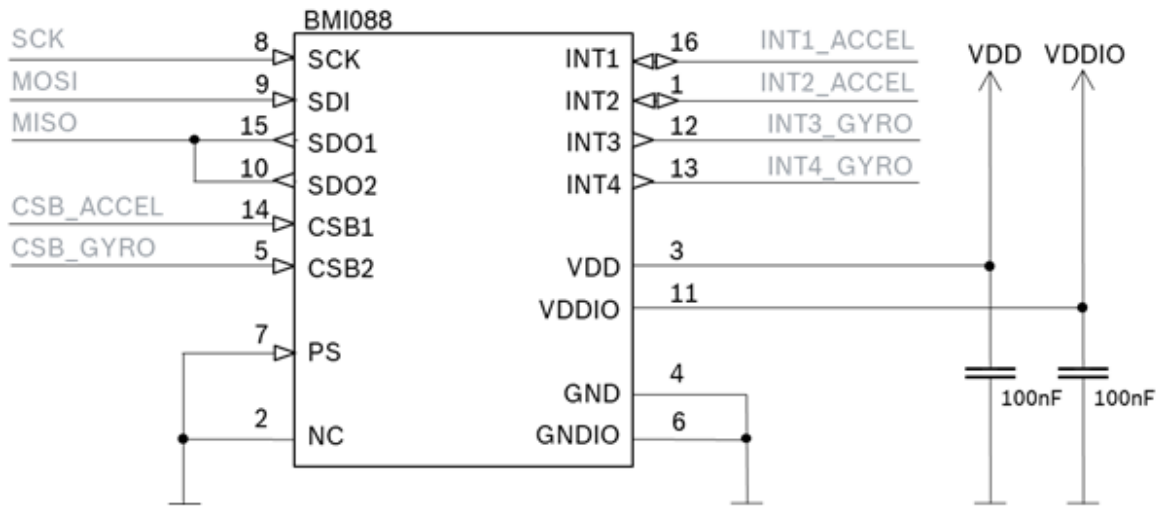 BMI088
SCK
8
SCK
MOSI
9
SDI
MISO
15
SDO1
10
SDO2
CSB_ACCEL
14
CSB1
CSB_GYRO
5
CSB2
7
PS
2
NC
INT1
16
INT1_ACCEL
INT2
1
INT2_ACCEL
INT3
12
INT3_GYRO
INT4
13
INT4_GYRO
VDD
3
VDDIO
11
GND
4
GNDIO
6
VDD
VDDIO
100nF
100nF